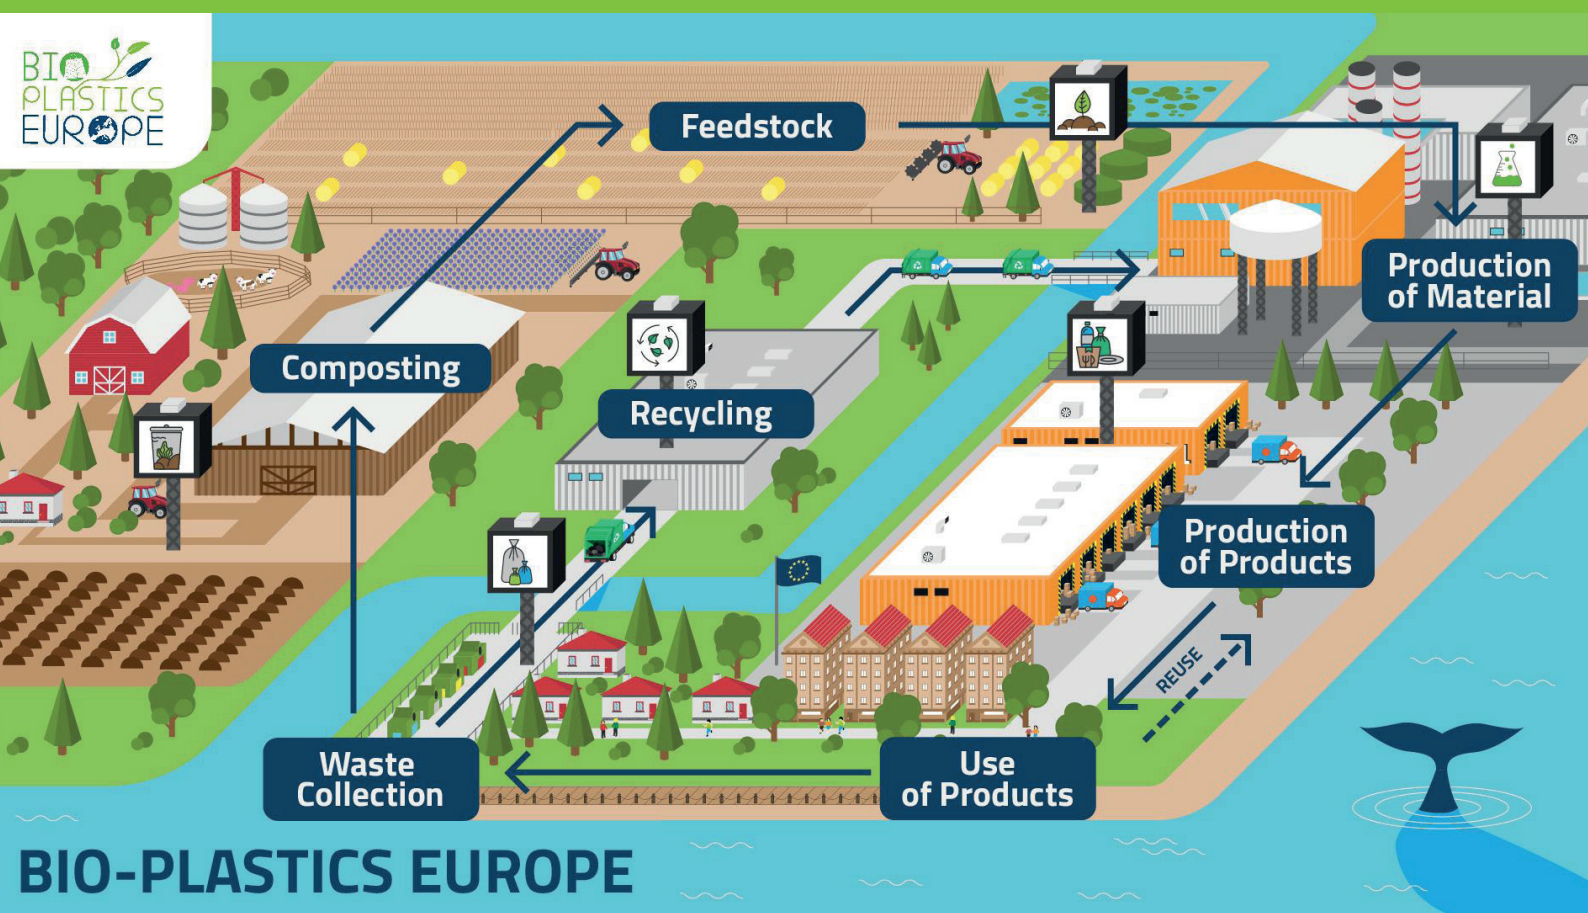 BIO
PLASTICS
EUROPE
Feedstock
Production
of Material
Composting
Recycling
Production
of Products
REUSE
Waste
Collection
Use
of Products
BIO-PLASTICS EUROPE